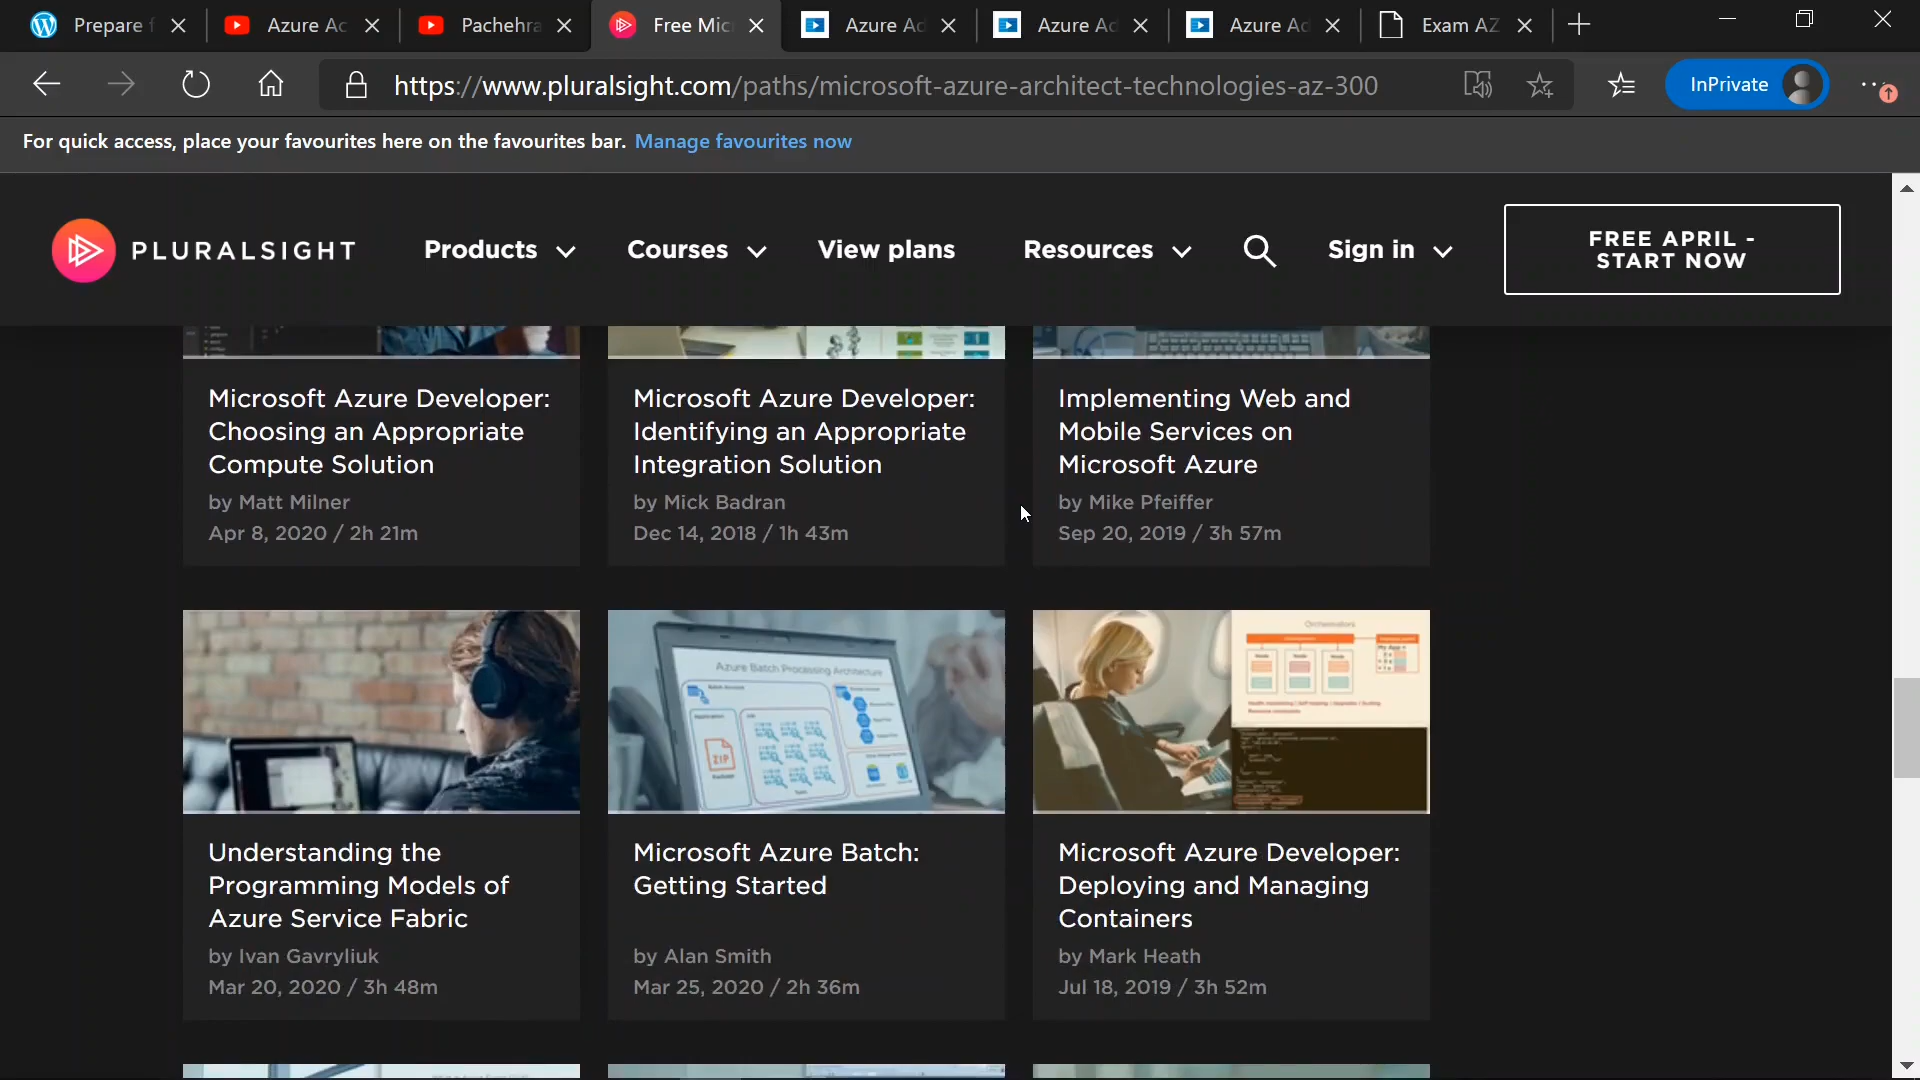 Prepare f
Azure Ac
Pachehra
Free Mic
Azure Ad
Azure Ad
Azure Ad
Exam AZ
https://www.pluralsight.com/paths/microsoft-azure-architect-technologies-az-300
InPrivate
For quick access, place your favourites here on the favourites bar. Manage favourites now
PLURALSIGHT
Products
Courses
View plans
Resources
Sign in
FREE APRIL -
START NOW
Microsoft Azure Developer:
Choosing an Appropriate
Compute Solution
by Matt Milner
Apr 8, 2020 / 2h 21m
Microsoft Azure Developer:
Identifying an Appropriate
Integration Solution
by Mick Badran
Dec 14, 2018 / 1h 43m
Implementing Web and
Mobile Services on
Microsoft Azure
by Mike Pfeiffer
Sep 20, 2019 / 3h 57m
Azure Batch Processing Architecture
ZIP
Orchestrators
Understanding the
Programming Models of
Azure Service Fabric
by Ivan Gavryliuk
Mar 20, 2020 / 3h 48m
Microsoft Azure Batch:
Getting Started
by Alan Smith
Mar 25, 2020 / 2h 36m
Microsoft Azure Developer:
Deploying and Managing
Containers
by Mark Heath
Jul 18, 2019 / 3h 52m